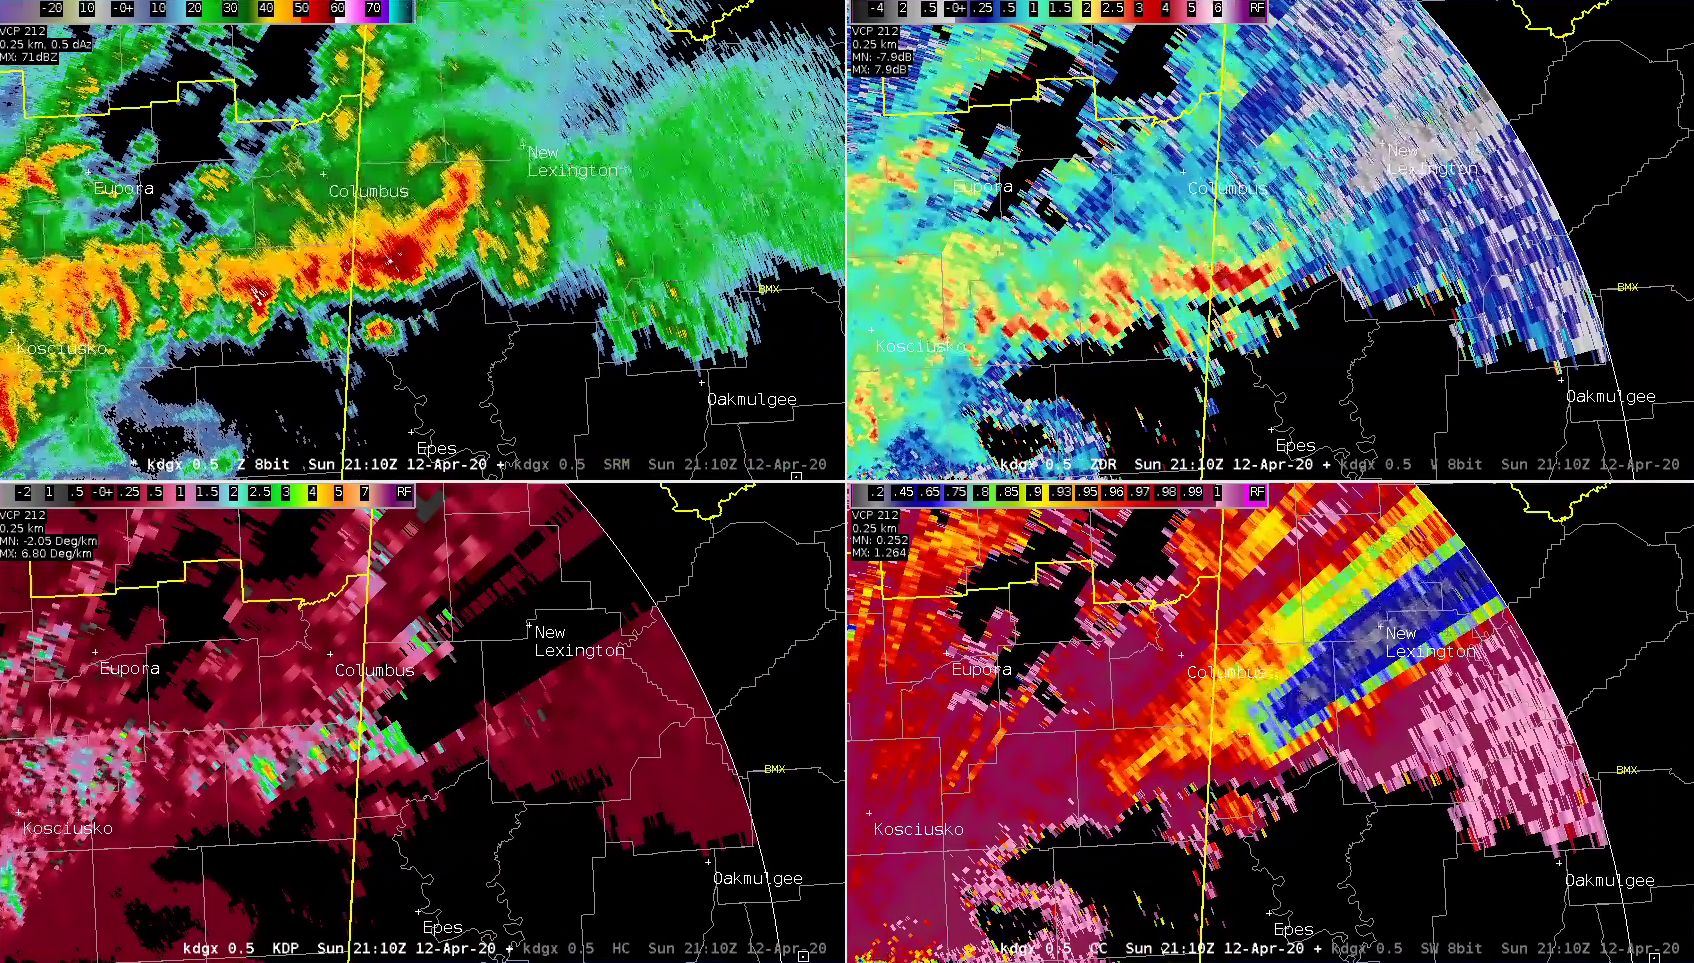 -20 10 -0+ 10 20 30 40 50 60 70
VCP 212
0.25 km, 0.5 dAz
MX: 71dBZ
New
Lexington
Eupora
Columbus
BMX
Kosciusko
Oakmulgee
Epes
* kdgx 0.5 Z 8bit Sun 21:10Z 12-Apr-20 + kdgx 0.5 SRM Sun 21:10Z 12-Apr-20
-4 2 .5 -0+ .25 .5 1 1.5 2 2.5 3 4 5 6 RF
VCP 212
0.25 km
MN: -7.9dB
MX: 7.9dB
New
Lexington
Eupora
Columbus
BMX
Kosciusko
Oakmulgee
Epes
kdgx 0.5 ZDR Sun 21:10Z 12-Apr-20 + kdgx 0.5 V 8bit Sun 21:10Z 12-Apr-20
-2 1 .5 -0+ .25 .5 1 1.5 2 2.5 3 4 5 7 RF
VCP 212
0.25 km
MN: -2.05 Deg/km
MX: 6.80 Deg/km
New
Lexington
Eupora
Columbus
BMX
Kosciusko
Oakmulgee
Epes
kdgx 0.5 KDP Sun 21:10Z 12-Apr-20 + kdgx 0.5 HC Sun 21:10Z 12-Apr-20
.2 .45 .65 .75 .8 .85 .9 .93 .95 .96 .97 .98 .99 1 RF
VCP 212
0.25 km
MN: 0.252
MX: 1.264
New
Lexington
Eupora
Columbus
BMX
Kosciusko
Oakmulgee
Epes
kdgx 0.5 CC Sun 21:10Z 12-Apr-20 + kdgx 0.5 SW 8bit Sun 21:10Z 12-Apr-20